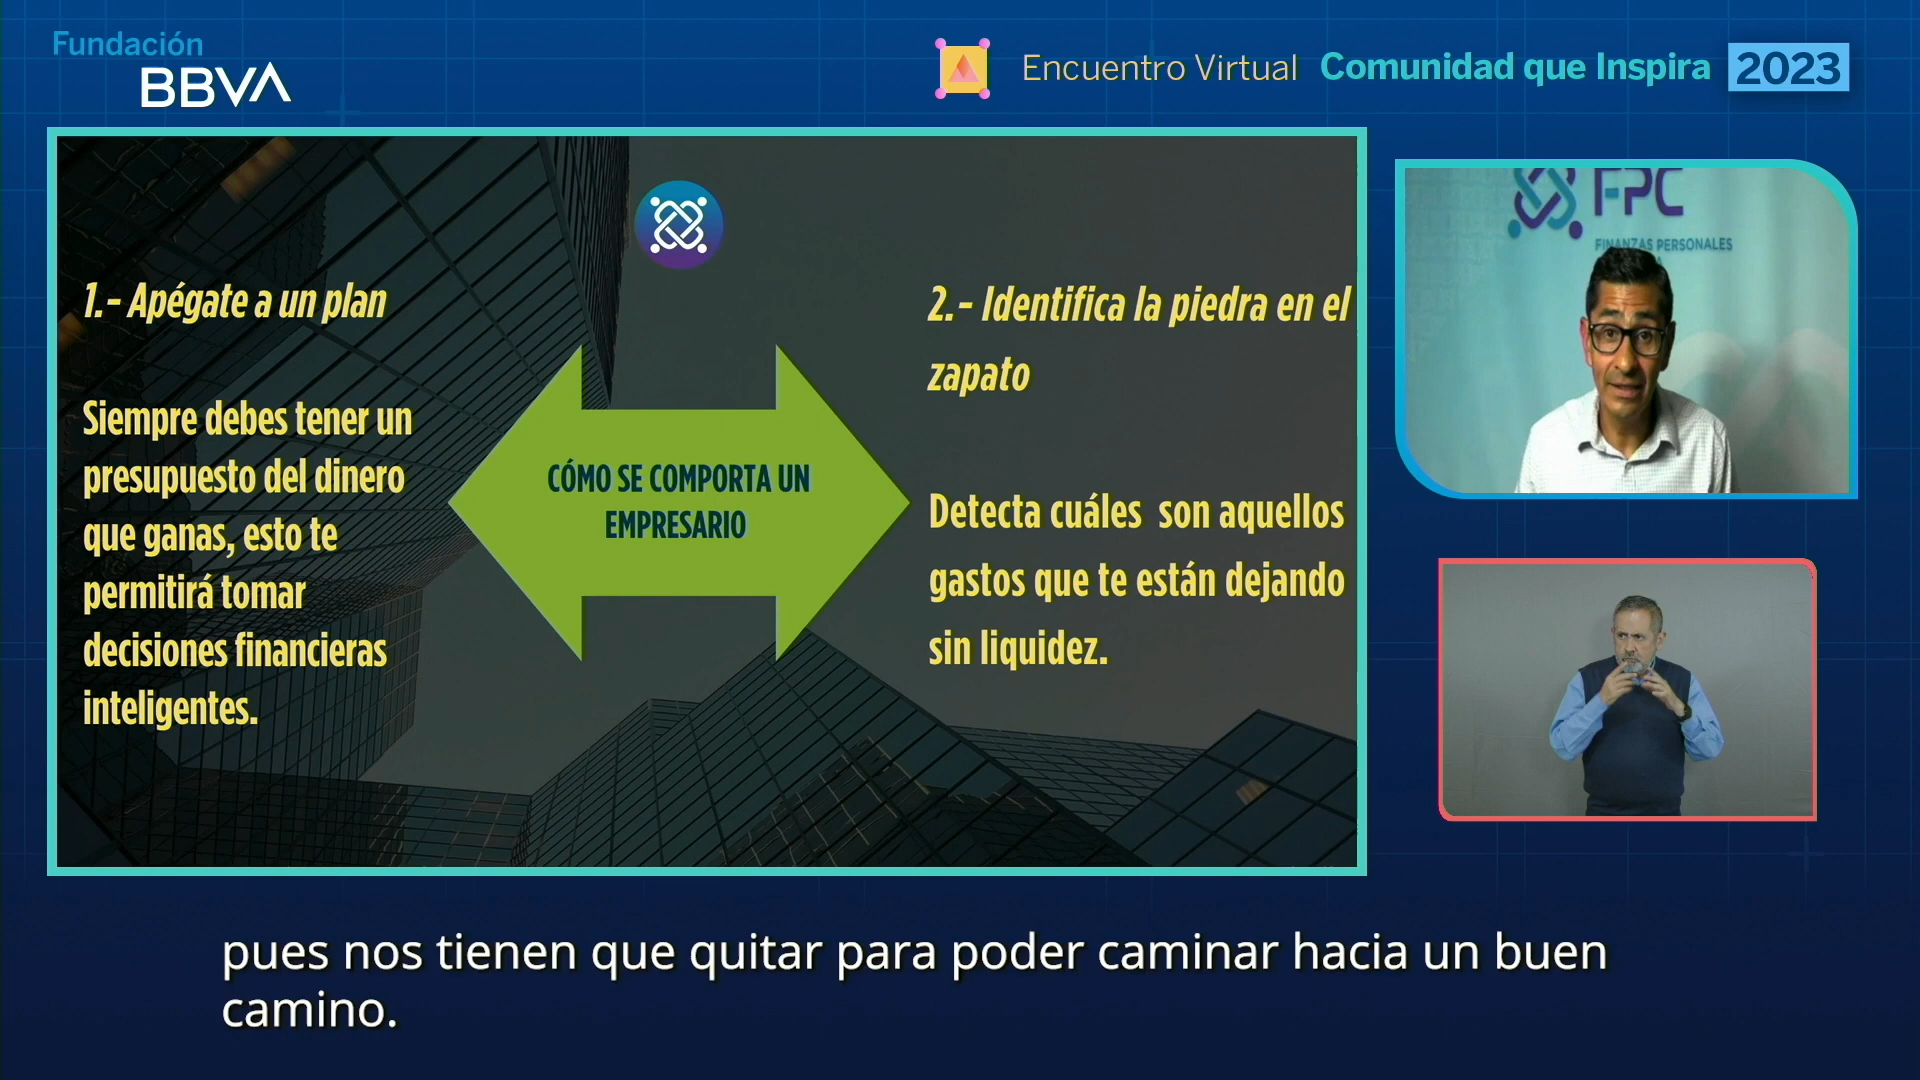 Fundación
BBVA
Encuentro Virtual Comunidad que Inspira 2023
1.- Apégate a un plan
Siempre debes tener un
presupuesto del dinero
que ganas, esto te
permitirá tomar
decisiones financieras
inteligentes.
CÓMO SE COMPORTA UN
EMPRESARIO
2.- Identifica la piedra en el
zapato
Detecta cuáles son aquellos
gastos que te están dejando
sin liquidez.
FPC
FINANZAS PERSONALES
pues nos tienen que quitar para poder caminar hacia un buen
camino.